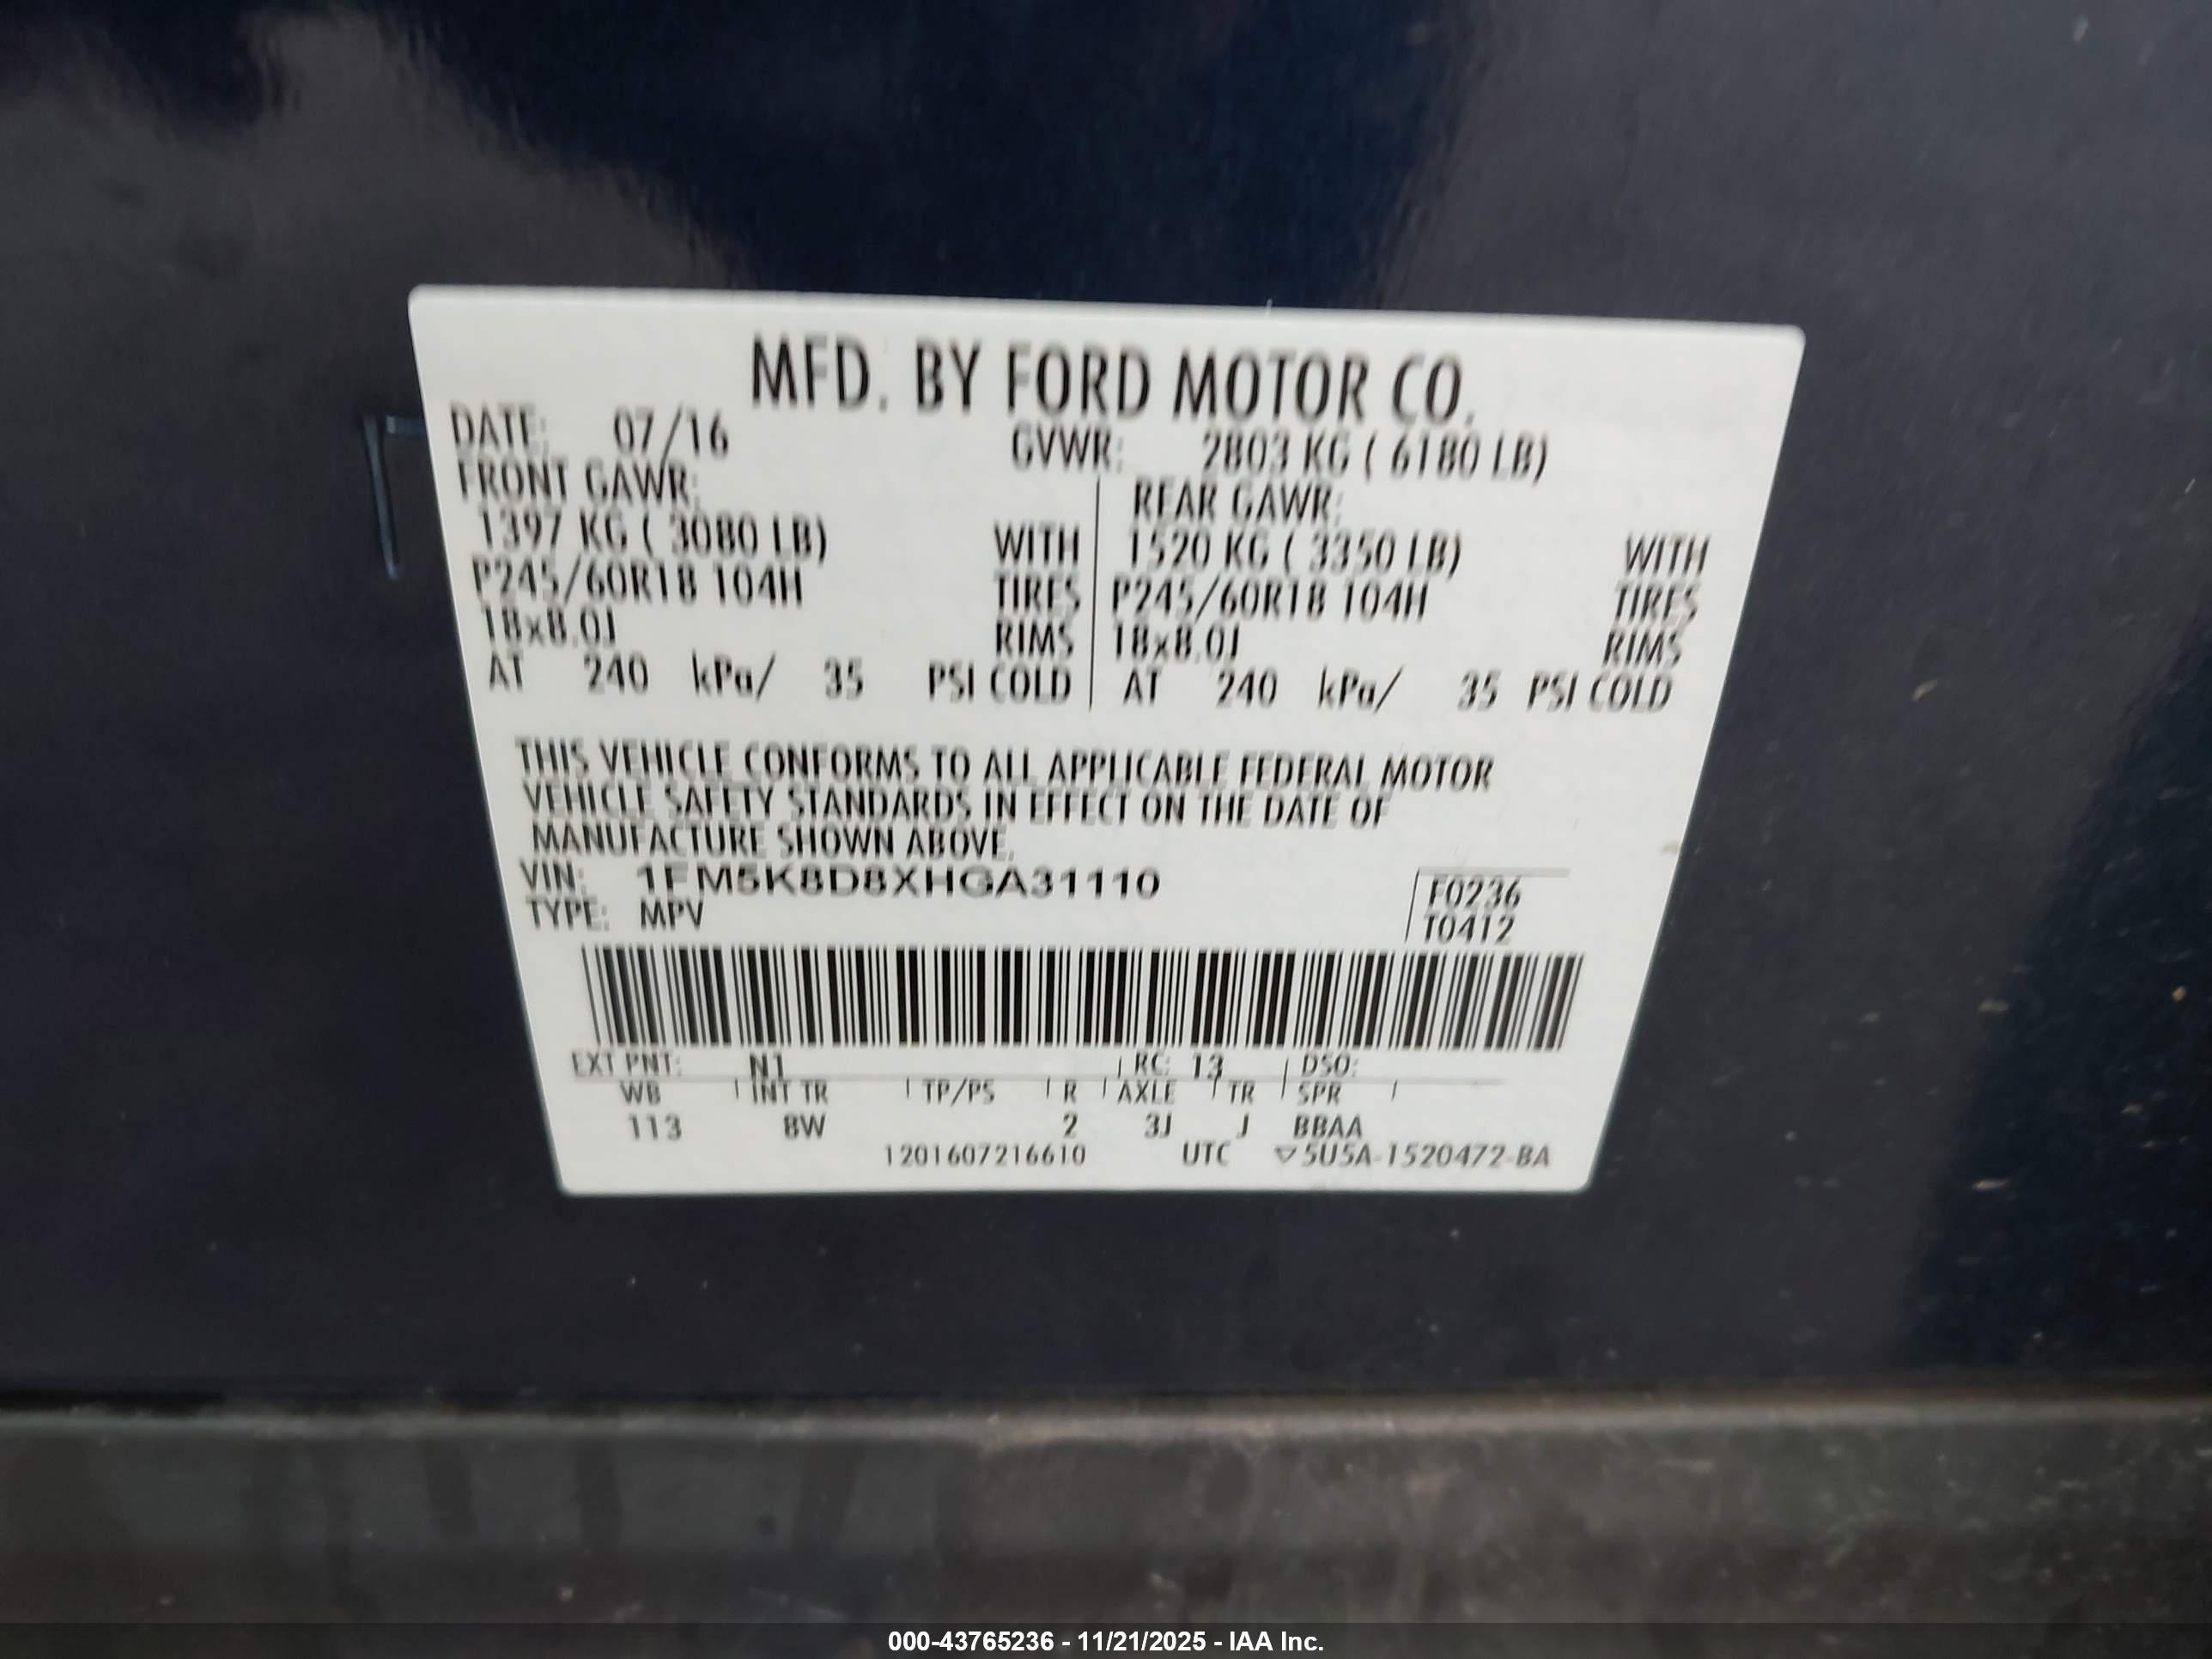 MFD. BY FORD MOTOR CO.
DATE: 07/16 GVWR: 2803 KG ( 6180 LB)
FRONT GAWR: REAR GAWR:
1397 KG ( 3080 LB) WITH 1520 KG ( 3350 LB) WITH
P245/60R18 104H TIRES P245/60R18 104H TIRES
18x8.0J RIMS 18x8.0J RIMS
AT 240 kPa/ 35 PSI COLD AT 240 kPa/ 35 PSI COLD
THIS VEHICLE CONFORMS TO ALL APPLICABLE FEDERAL MOTOR
VEHICLE SAFETY STANDARDS IN EFFECT ON THE DATE OF
MANUFACTURE SHOWN ABOVE.
VIN: 1FM5K8D8XHGA31110 F0236
TYPE: MPV T0412
EXT PNT: N1 RC: 13 DSO:
WB INT TR TP/PS R AXLE TR SPR
113 8W 2 3J J BBAA
1201607216610 UTC ▽5U5A-1520472-BA
000-43765236 - 11/21/2025 - IAA Inc.